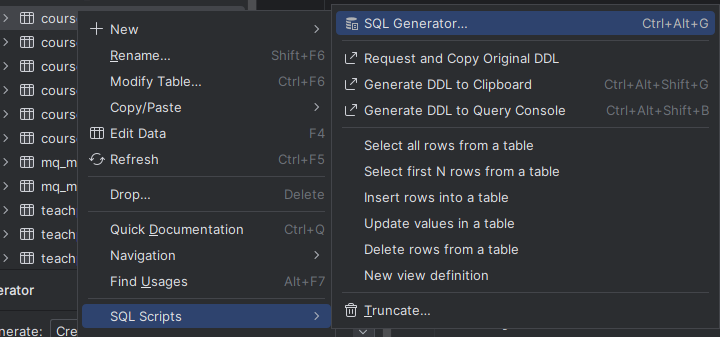 cours
cours
cours
cours
cours
cours
mq_m
mq_m
teach
teach
teach
erator
nerate: Cre
New
Rename... Shift+F6
Modify Table... Ctrl+F6
Copy/Paste
Edit Data F4
Refresh Ctrl+F5
Drop... Delete
Quick Documentation Ctrl+Q
Navigation
Find Usages Alt+F7
SQL Scripts
SQL Generator... Ctrl+Alt+G
Request and Copy Original DDL
Generate DDL to Clipboard Ctrl+Alt+Shift+G
Generate DDL to Query Console Ctrl+Alt+Shift+B
Select all rows from a table
Select first N rows from a table
Insert rows into a table
Update values in a table
Delete rows from a table
New view definition
Truncate...